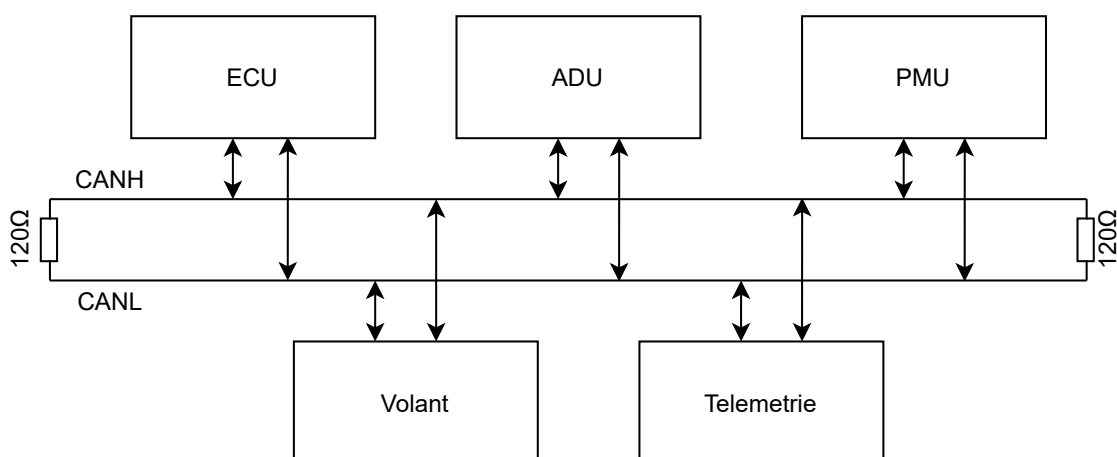 ECU
ADU
PMU
CANH
120Ω
120Ω
CANL
Volant
Telemetrie